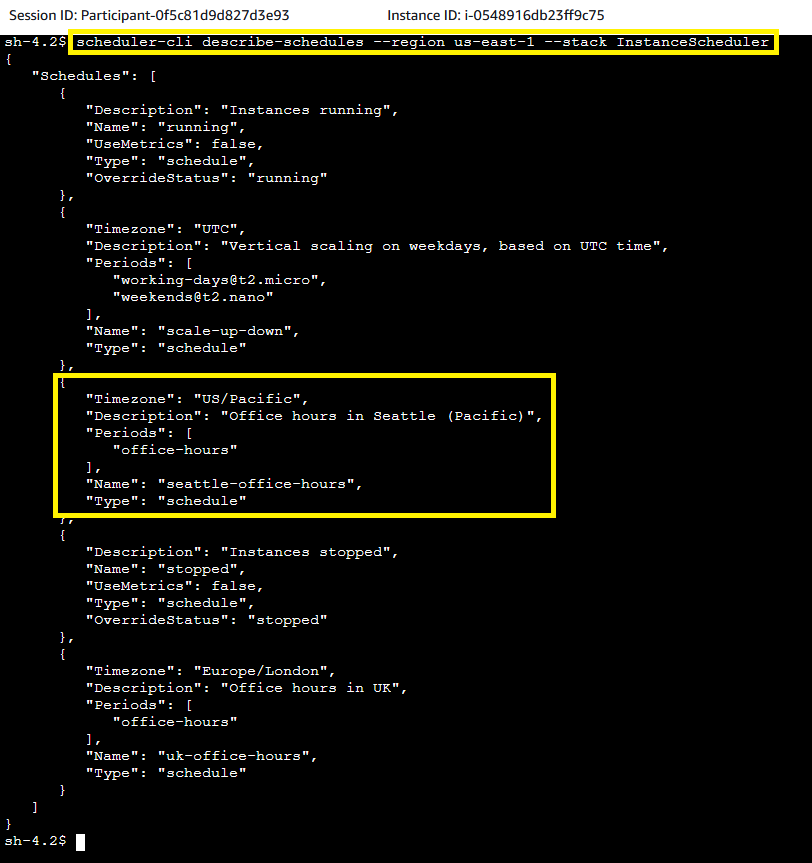 Session ID: Participant-0f5c81d9d827d3e93 Instance ID: i-0548916db23ff9c75
sh-4.2$ scheduler-cli describe-schedules --region us-east-1 --stack InstanceScheduler
{
   "Schedules": [
      {
         "Description": "Instances running",
         "Name": "running",
         "UseMetrics": false,
         "Type": "schedule",
         "OverrideStatus": "running"
      },
      {
         "Timezone": "UTC",
         "Description": "Vertical scaling on weekdays, based on UTC time",
         "Periods": [
            "working-days@t2.micro",
            "weekends@t2.nano"
         ],
         "Name": "scale-up-down",
         "Type": "schedule"
      },
      {
         "Timezone": "US/Pacific",
         "Description": "Office hours in Seattle (Pacific)",
         "Periods": [
            "office-hours"
         ],
         "Name": "seattle-office-hours",
         "Type": "schedule"
      },
      {
         "Description": "Instances stopped",
         "Name": "stopped",
         "UseMetrics": false,
         "Type": "schedule",
         "OverrideStatus": "stopped"
      },
      {
         "Timezone": "Europe/London",
         "Description": "Office hours in UK",
         "Periods": [
            "office-hours"
         ],
         "Name": "uk-office-hours",
         "Type": "schedule"
      }
   ]
}
sh-4.2$